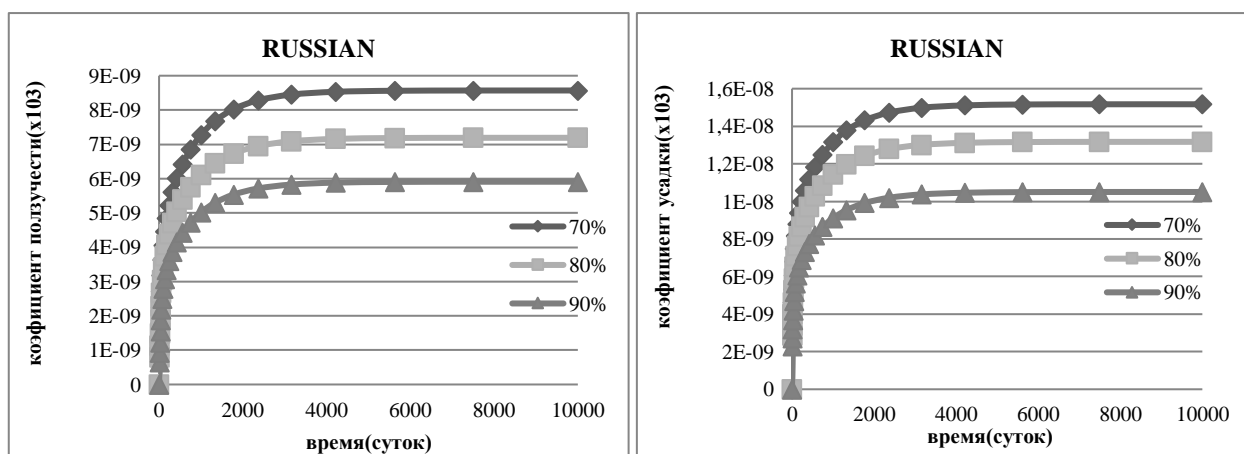 RUSSIAN
коэфициент ползучести(x103)
9E-09
8E-09
7E-09
6E-09
5E-09
4E-09
3E-09
2E-09
1E-09
0
70%
80%
90%
0 2000 4000 6000 8000 10000
время(суток)
RUSSIAN
коэфициент усадки(x103)
1,6E-08
1,4E-08
1,2E-08
1E-08
8E-09
6E-09
4E-09
2E-09
0
70%
80%
90%
0 2000 4000 6000 8000 10000
время(суток)